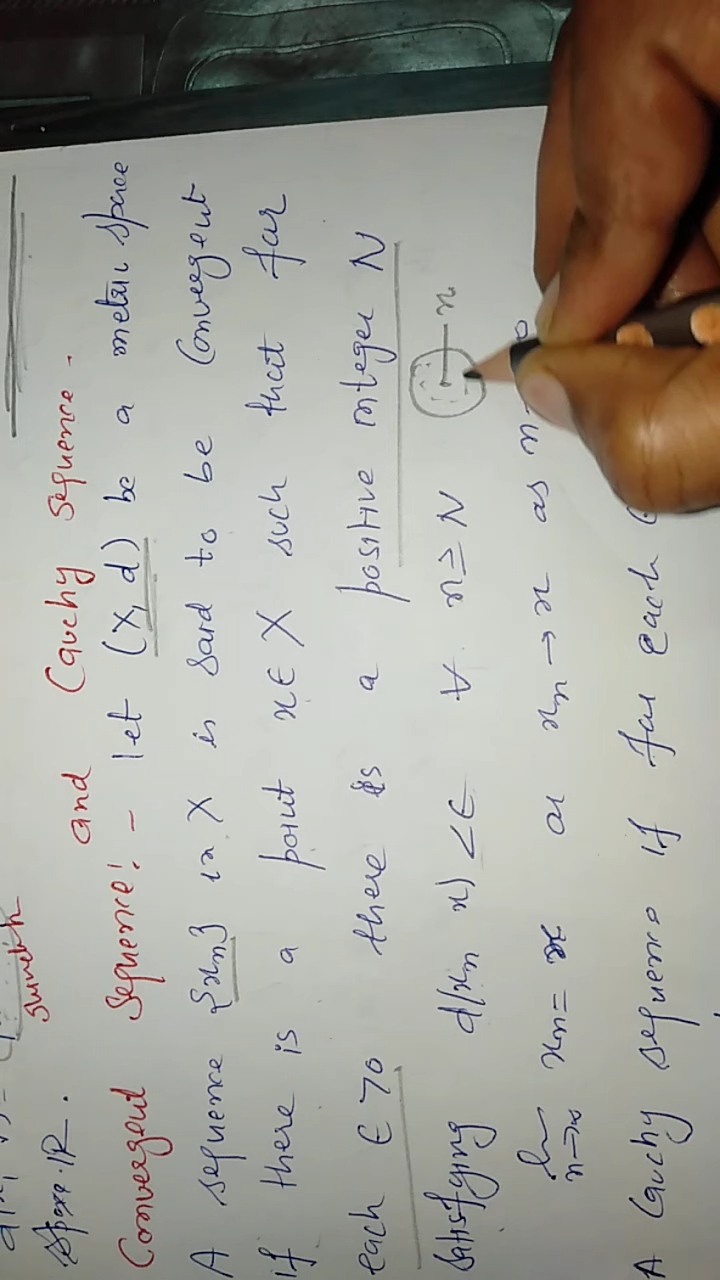 space IR.
Convergent and Cauchy sequence -
Sequence! - let (X, d) be a metric space
A sequence {xn} in X is said to be Convergent
if there is a point x ∈ X such that for
each ∈ >0 there is a positive integer N
satisfying d(xn x) < ∈ ∀ n ≥ N x
lim n→∞ xn = x or xn → x as n
A Cauchy sequence if for each